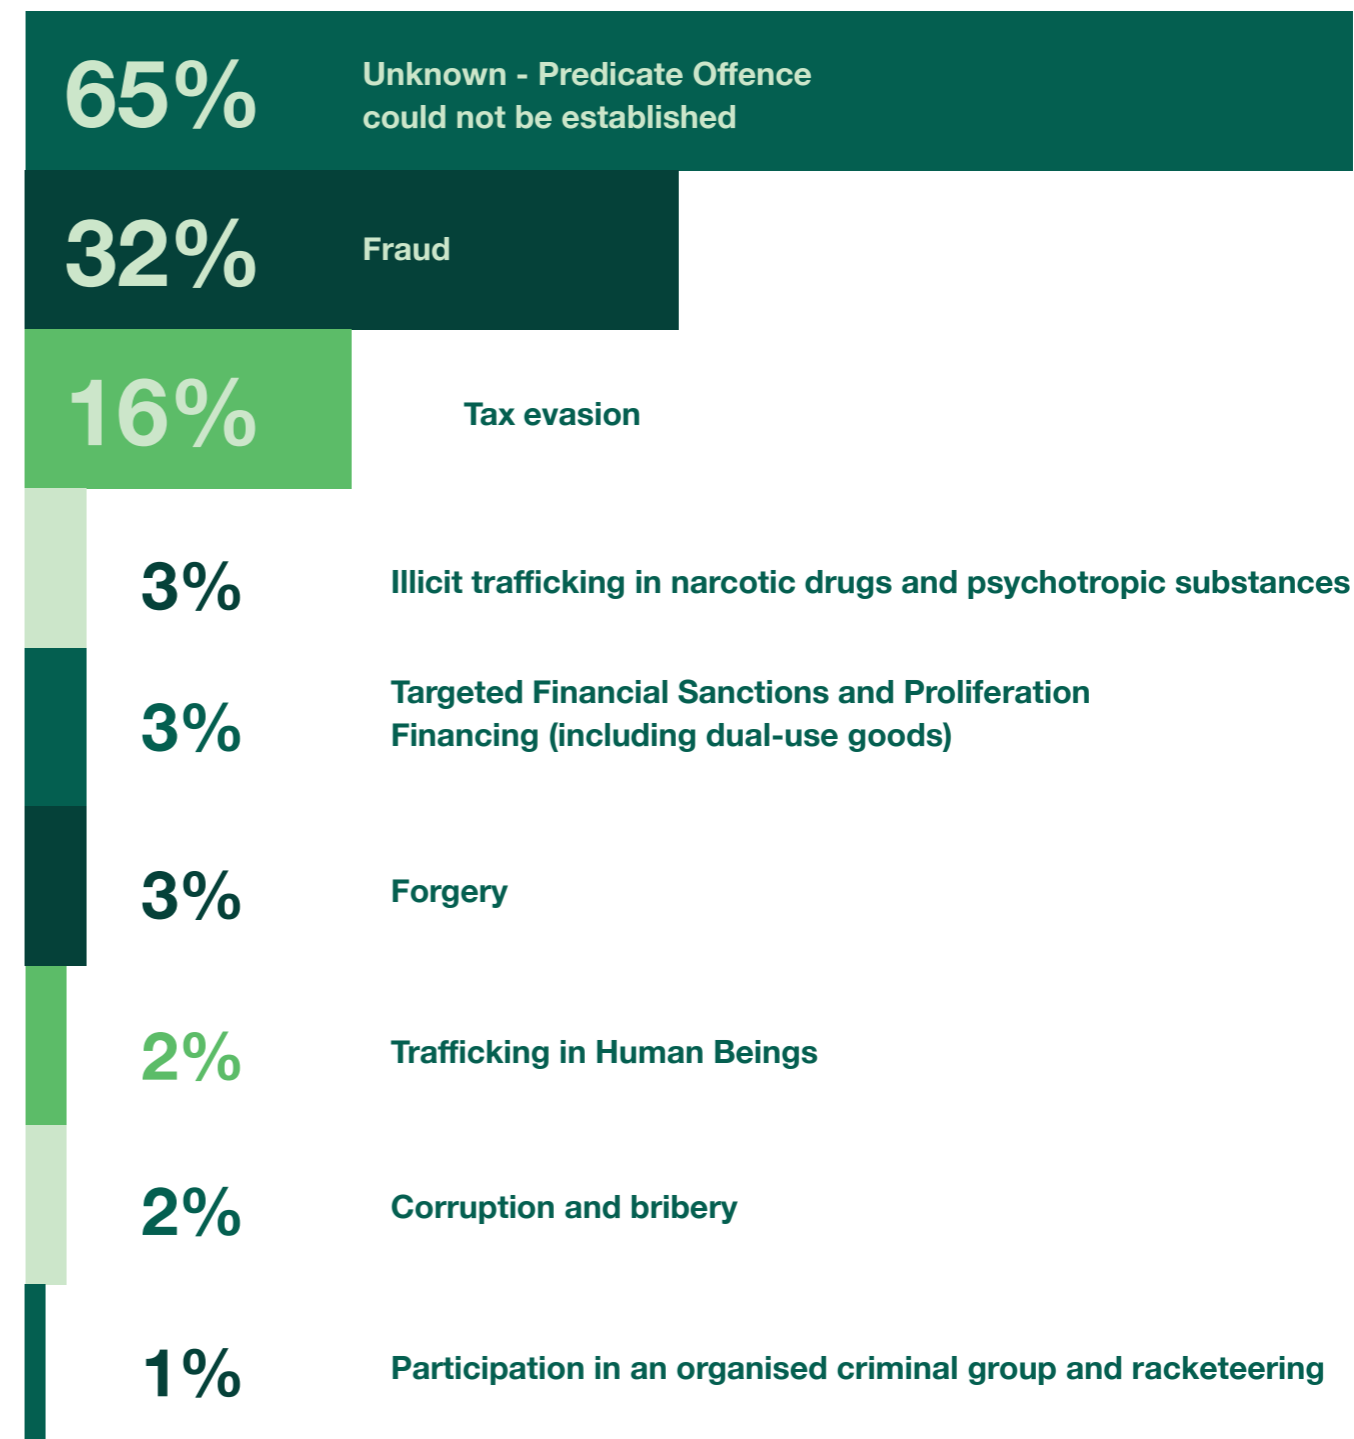 65%
Unknown - Predicate Offence
could not be established
32%
Fraud
16%
Tax evasion
3%
Illicit trafficking in narcotic drugs and psychotropic substances
3%
Targeted Financial Sanctions and Proliferation
Financing (including dual-use goods)
3%
Forgery
2%
Trafficking in Human Beings
2%
Corruption and bribery
1%
Participation in an organised criminal group and racketeering